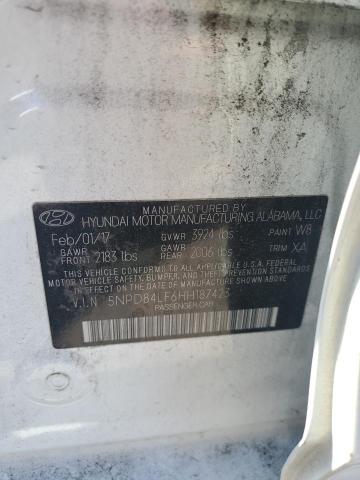 MANUFACTURED BY
HYUNDAI MOTOR MANUFACTURING ALABAMA, LLC
Feb/01/17 GVWR 3924 lbs PAINT W8
GAWR FRONT 2183 lbs GAWR REAR 2006 lbs TRIM XA
THIS VEHICLE CONFORMS TO ALL APPLICABLE U.S.A. FEDERAL
MOTOR VEHICLE SAFETY, BUMPER, AND THEFT PREVENTION
STANDARDS IN EFFECT ON THE DATE OF MANUFACTURE SHOWN ABOVE.
V.I.N 5NPD84LF6HH187423
PASSENGER CAR